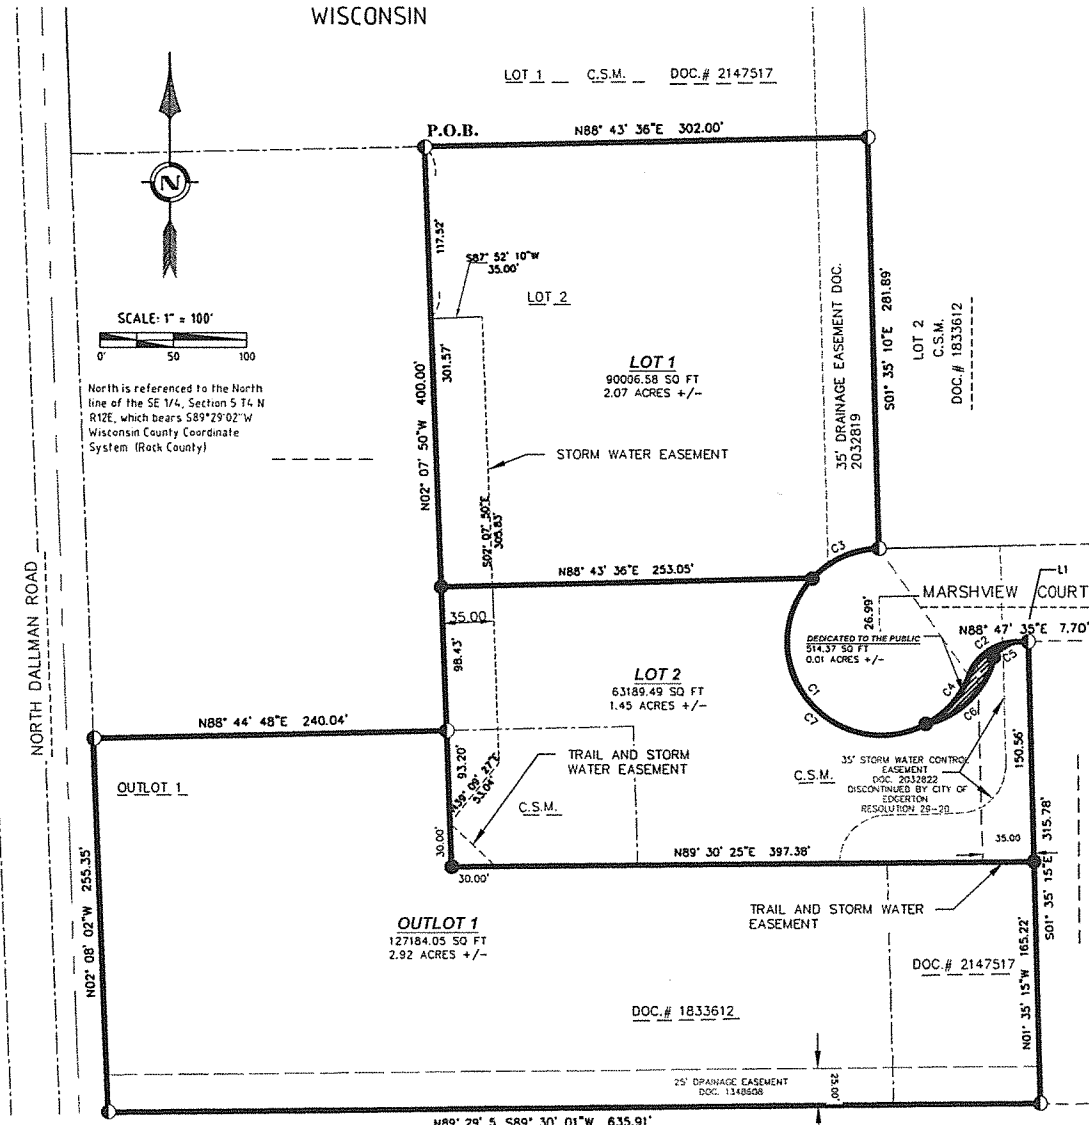 WISCONSIN
LOT 1 C.S.M. DOC.# 2147517
P.O.B.
N88° 43' 36"E 302.00'
N
117.52'
S87° 52' 10"W
35.00'
LOT 2
SCALE: 1" = 100'
0' 50 100
North is referenced to the North
line of the SE 1/4, Section 5 T4 N
R12E, which bears S89°29'02"W
Wisconsin County Coordinate
System (Rock County)
301.57'
N02° 07' 50"W 400.00'
LOT 1
90006.58 SQ FT
2.07 ACRES +/-
35' DRAINAGE EASEMENT DOC.
2032819
S01° 35' 10"E 281.89'
LOT 2
C.S.M.
DOC.# 1833612
STORM WATER EASEMENT
S02° 07' 50"E
305.83'
N88° 43' 36"E 253.05'
C3
L1
MARSHVIEW COURT
26.99'
N88° 47' 35"E 7.70'
35.00
98.43'
DEDICATED TO THE PUBLIC
514.37 SQ FT
0.01 ACRES +/-
C2
C5
C4
C6
C1
C7
LOT 2
63189.49 SQ FT
1.45 ACRES +/-
NORTH DALLMAN ROAD
N88° 44' 48"E 240.04'
93.20'
N39° 09' 27"E
53.04'
TRAIL AND STORM
WATER EASEMENT
OUTLOT 1
C.S.M.
C.S.M.
35' STORM WATER CONTROL
EASEMENT
DOC. 2032822
DISCONTINUED BY CITY OF
EDGERTON
RESOLUTION 28-20
150.56'
315.78'
S01° 35' 15"E
30.00'
30.00'
N89° 30' 25"E 397.38'
35.00
N02° 08' 02"W 255.35'
OUTLOT 1
127184.05 SQ FT
2.92 ACRES +/-
TRAIL AND STORM WATER
EASEMENT
DOC.# 2147517
N01° 35' 15"W 165.22'
DOC.# 1833612
25' DRAINAGE EASEMENT
DOC. 1348608
25.00'
N89° 29' 5 S89° 30' 01"W 635.91'